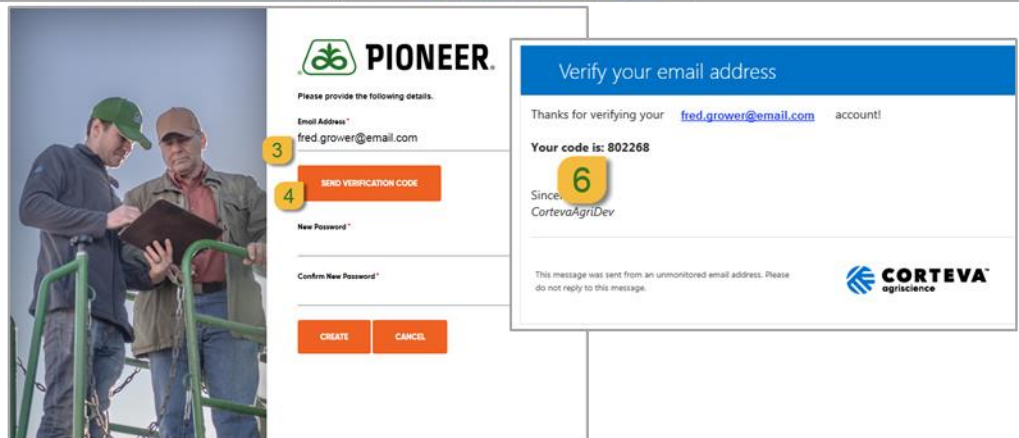 PIONEER.
Please provide the following details.
Email Address *
fred.grower@email.com
3
SEND VERIFICATION CODE
4
New Password *
Confirm New Password *
CREATE CANCEL
Verify your email address
Thanks for verifying your fred.grower@email.com account!
Your code is: 802268
6
CortevaAgriDev
This message was sent from an unmonitored email address. Please
do not reply to this message.
CORTEVA™
agriscience